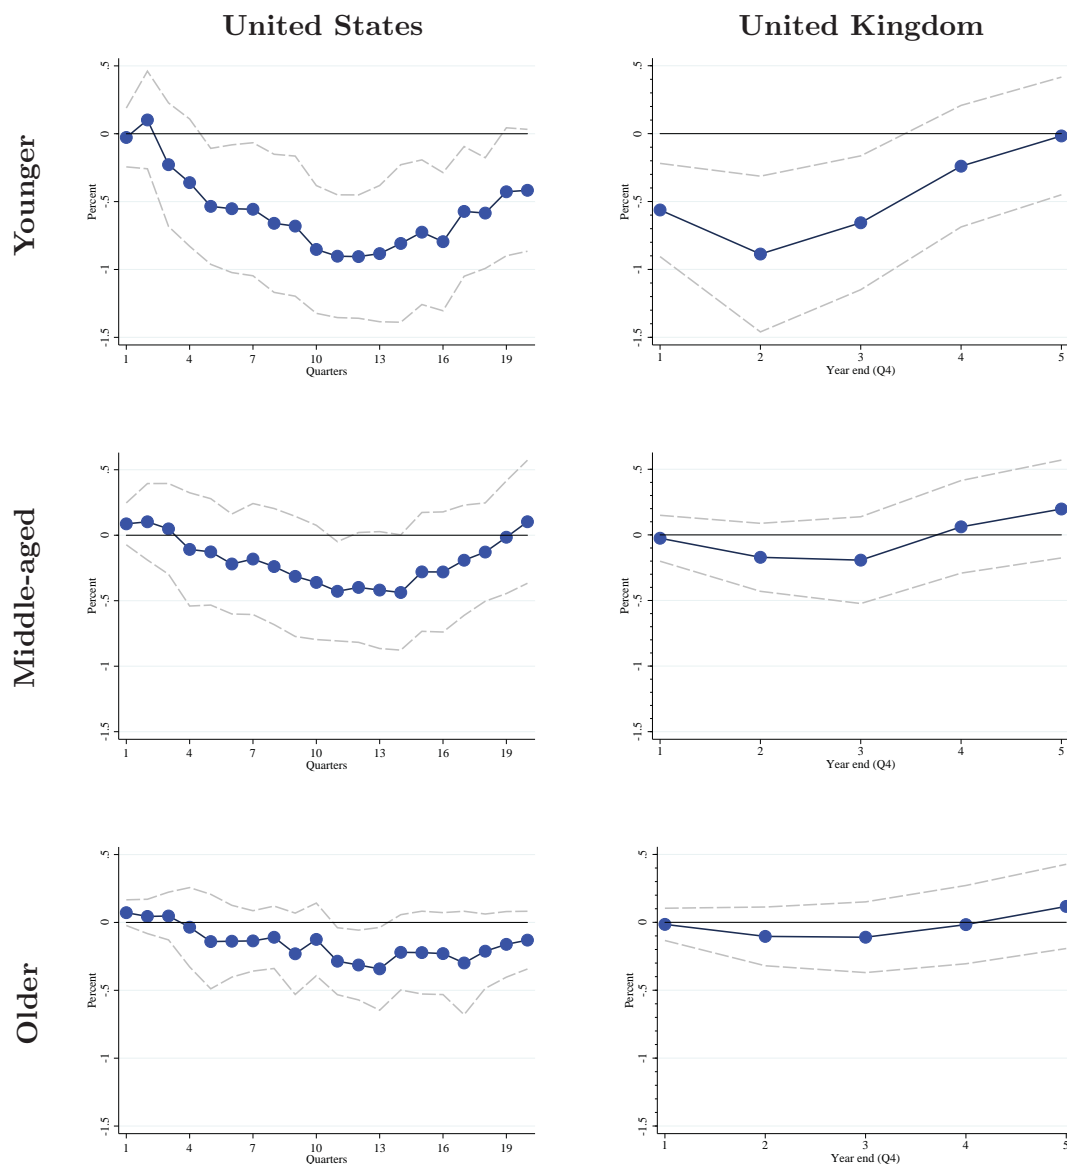 United States
United Kingdom
Younger
Percent
.5
0
-.5
-1
-1.5
1 4 7 10 13 16 19
Quarters
Percent
.5
0
-.5
-1
-1.5
1 2 3 4 5
Year end (Q4)
Middle-aged
Percent
.5
0
-.5
-1
-1.5
1 4 7 10 13 16 19
Quarters
Percent
.5
0
-.5
-1
-1.5
1 2 3 4 5
Year end (Q4)
Older
Percent
.5
0
-.5
-1
-1.5
1 4 7 10 13 16 19
Quarters
Percent
.5
0
-.5
-1
-1.5
1 2 3 4 5
Year end (Q4)